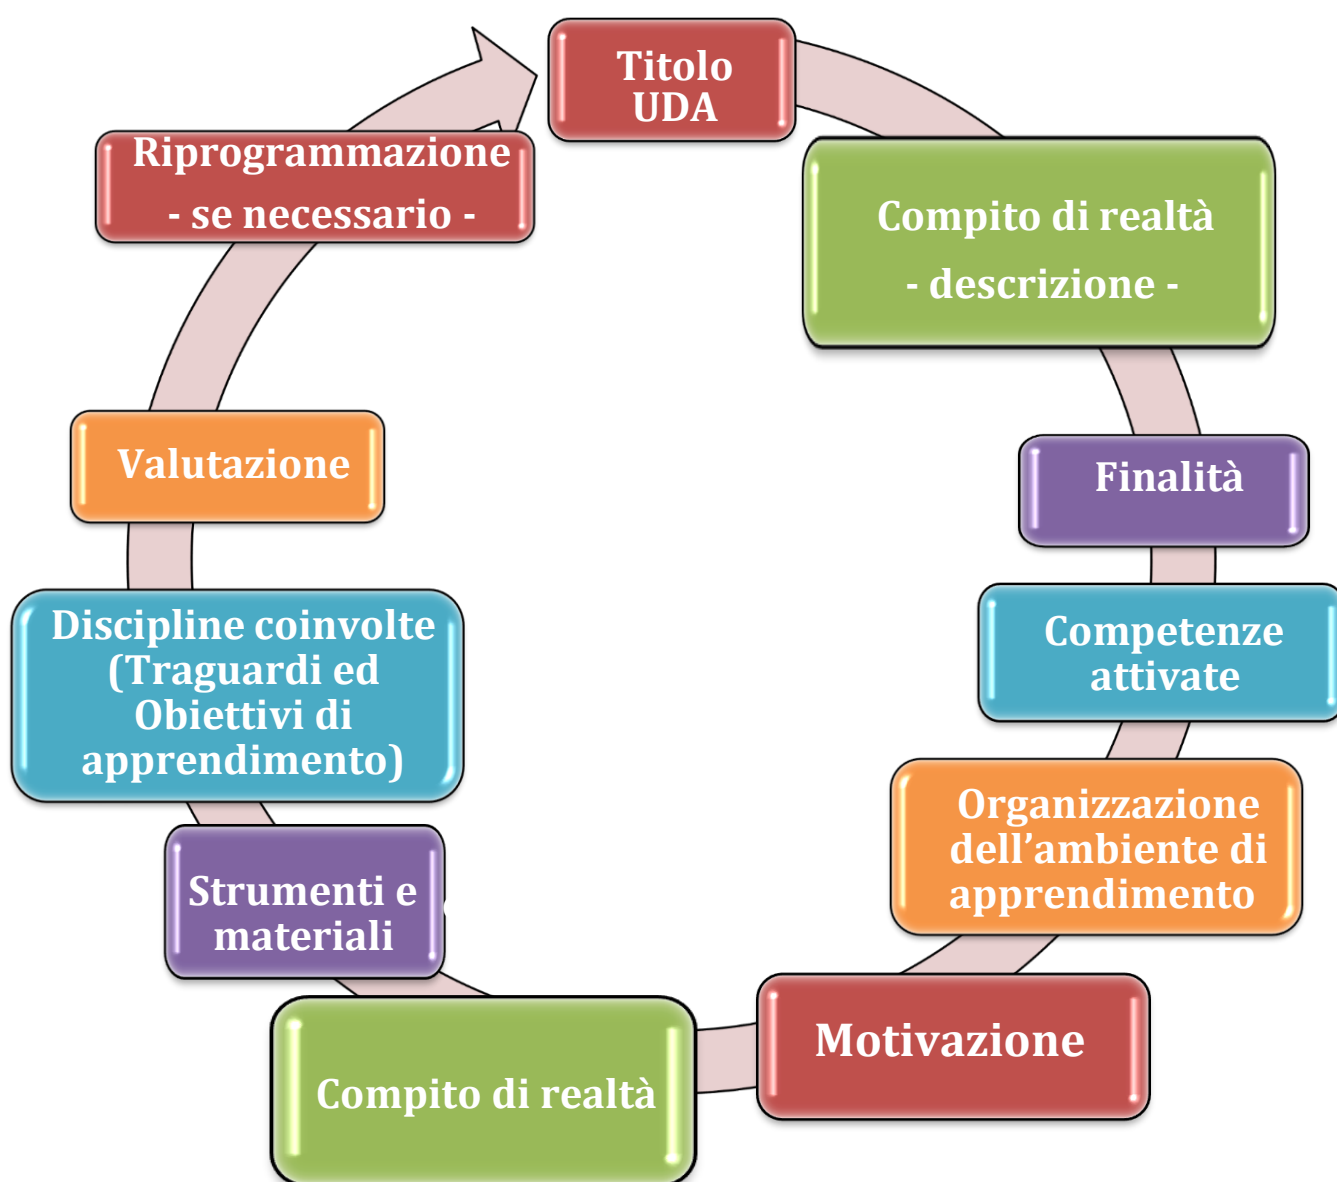 Titolo
UDA
Compito di realtà
- descrizione -
Finalità
Competenze
attivate
Organizzazione
dell’ambiente di
apprendimento
Motivazione
Compito di realtà
Strumenti e
materiali
Discipline coinvolte
(Traguardi ed
Obiettivi di
apprendimento)
Valutazione
Riprogrammazione
- se necessario -